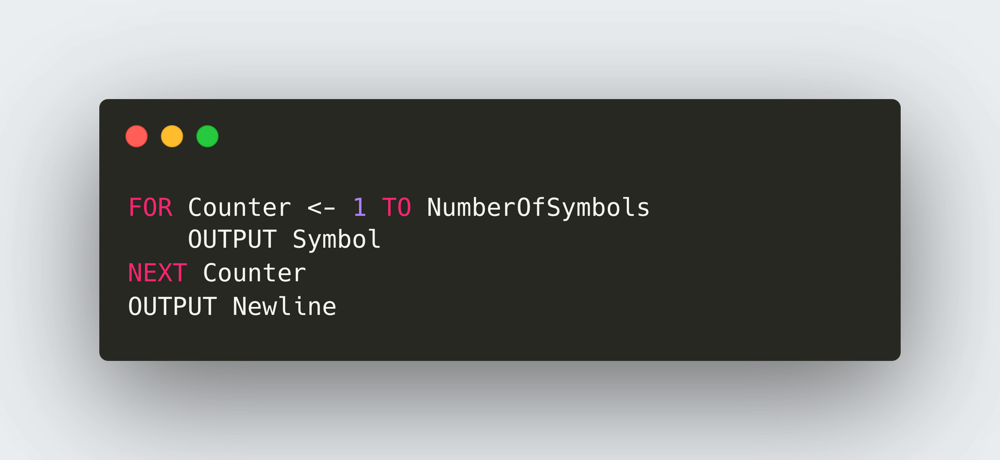 FOR Counter <- 1 TO NumberOfSymbols
    OUTPUT Symbol
NEXT Counter
OUTPUT Newline